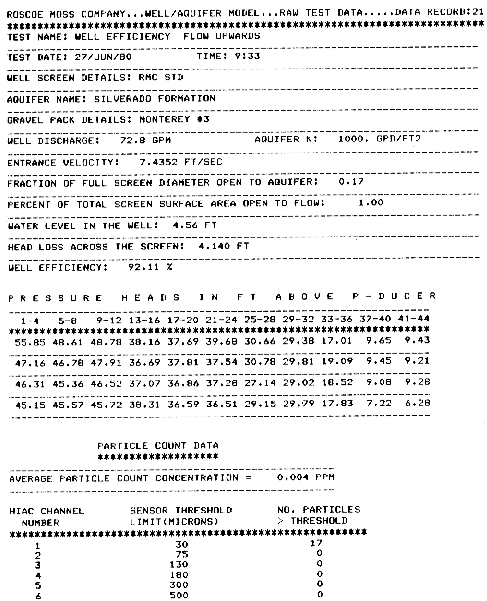 ROSCOE MOSS COMPANY...WELL/AQUIFER MODEL...RAW TEST DATA.....DATA RECORD:21
***************************************************************************
TEST NAME: WELL EFFICIENCY  FLOW UPWARDS
TEST DATE: 27/JUN/80  TIME: 9:33
WELL SCREEN DETAILS: RMC STD
AQUIFER NAME: SILVERADO FORMATION
GRAVEL PACK DETAILS: MONTEREY #3
WELL DISCHARGE:  72.8 GPM  AQUIFER K:  1000. GPD/FT2
ENTRANCE VELOCITY:  7.4352 FT/SEC
FRACTION OF FULL SCREEN DIAMETER OPEN TO AQUIFER:  0.17
PERCENT OF TOTAL SCREEN SURFACE AREA OPEN TO FLOW:  1.00
WATER LEVEL IN THE WELL:  4.56 FT
HEAD LOSS ACROSS THE SCREEN:  4.140 FT
WELL EFFICIENCY:  92.11 %
P R E S S U R E  H E A D S  I N  F T  A B O V E  P - D U C E R
1-4  5-8  9-12 13-16 17-20 21-24 25-28 29-32 33-36 37-40 41-44
***************************************************************
55.85 48.61 48.78 38.16 37.69 39.68 30.66 29.38 17.01  9.65  9.43
47.16 46.78 47.91 36.69 37.81 37.54 30.78 29.81 19.09  9.45  9.21
46.31 45.36 46.52 37.07 36.86 37.28 27.14 29.02 18.52  9.08  9.28
45.15 45.57 45.72 38.31 36.59 36.51 29.15 29.79 17.83  7.22  6.28
PARTICLE COUNT DATA
*******************
AVERAGE PARTICLE COUNT CONCENTRATION =  0.004 PPM
HIAC CHANNEL  SENSOR THRESHOLD  NO. PARTICLES
NUMBER  LIMIT(MICRONS)  > THRESHOLD
*******************************************************
1  30  17
2  75  0
3  130  0
4  180  0
5  300  0
6  500  0